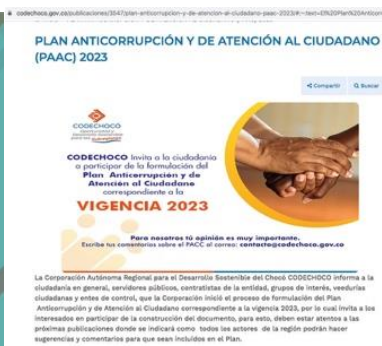 codechoco.gov.co/publicaciones/3547/plan-anticorrupcion-y-de-atencion-al-ciudadano-paac-2023/
PLAN ANTICORRUPCIÓN Y DE ATENCIÓN AL CIUDADANO
(PAAC) 2023
Compartir Buscar
CODECHOCO
CODECHOCO Invita a la ciudadanía
a participar de la formulación del
Plan Anticorrupción y de
Atención al Ciudadano
correspondiente a la
VIGENCIA 2023
Para nosotros tú opinión es muy importante.
Escribe tus comentarios sobre el PACC al correo: contacto@codechoco.gov.co
La Corporación Autónoma Regional para el Desarrollo Sostenible del Chocó CODECHOCO informa a la
ciudadanía en general, servidores públicos, contratistas de la entidad, grupos de interés, veedurías
ciudadanas y entes de control, que la Corporación inició el proceso de formulación del Plan
Anticorrupción y de Atención al Ciudadano correspondiente a la vigencia 2023, por lo cual invita a los
interesados en participar de la construcción del documento, para esto, deben estar atentos a las
próximas publicaciones donde se indicará como todos los actores de la región podrán hacer
sugerencias y comentarios para que sean incluidos en el Plan.